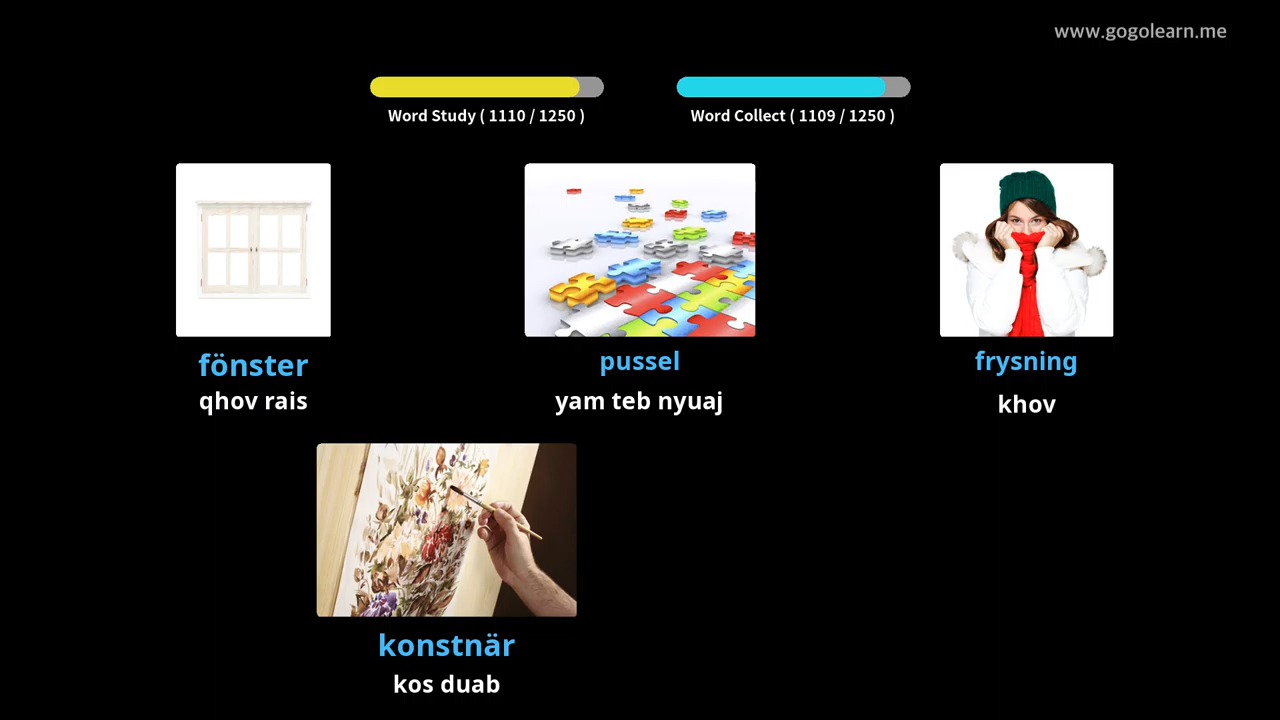 www.gogolearn.me
Word Study ( 1110 / 1250 )
Word Collect ( 1109 / 1250 )
fönster
qhov rais
pussel
yam teb nyuaj
frysning
khov
konstnär
kos duab